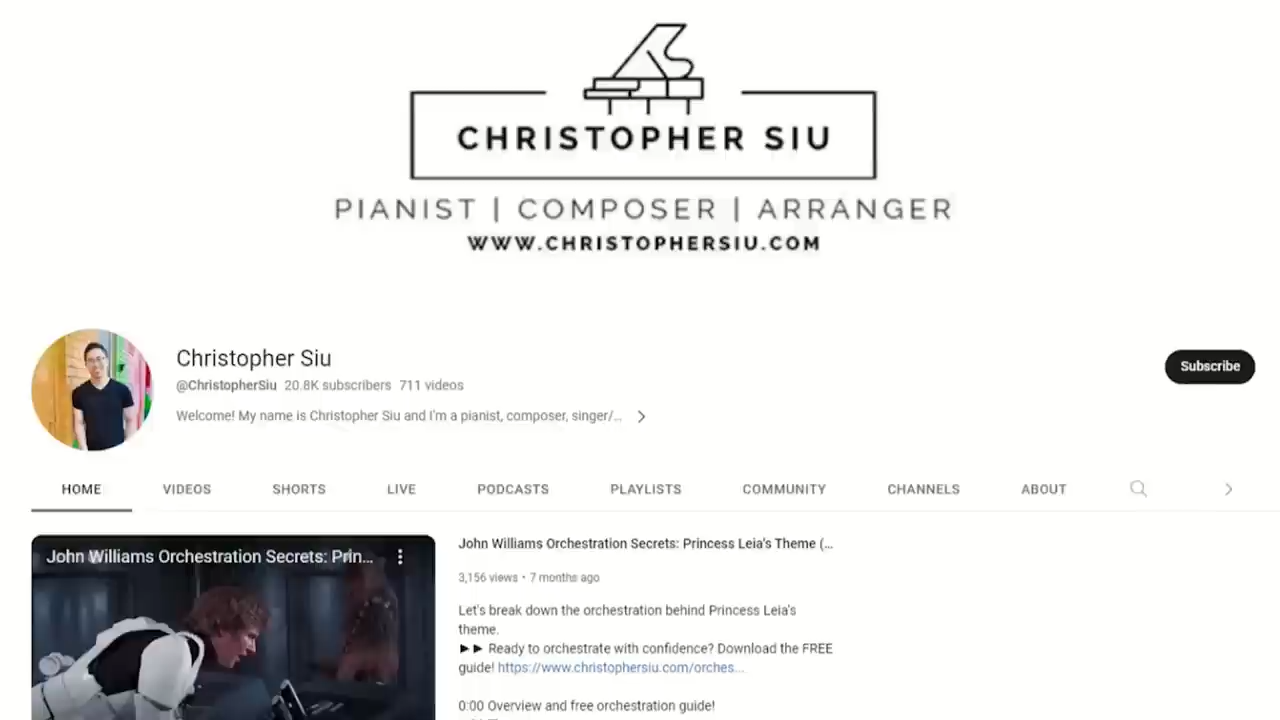 CHRISTOPHER SIU
PIANIST | COMPOSER | ARRANGER
WWW.CHRISTOPHERSIU.COM
Christopher Siu
@ChristopherSiu 20.8K subscribers 711 videos
Welcome! My name is Christopher Siu and I'm a pianist, composer, singer/...
Subscribe
HOME VIDEOS SHORTS LIVE PODCASTS PLAYLISTS COMMUNITY CHANNELS ABOUT
John Williams Orchestration Secrets: Prin...
John Williams Orchestration Secrets: Princess Leia's Theme (...
3,156 views • 7 months ago
Let's break down the orchestration behind Princess Leia's
theme.
►► Ready to orchestrate with confidence? Download the FREE
guide! https://www.christophersiu.com/orches...
0:00 Overview and free orchestration guide!